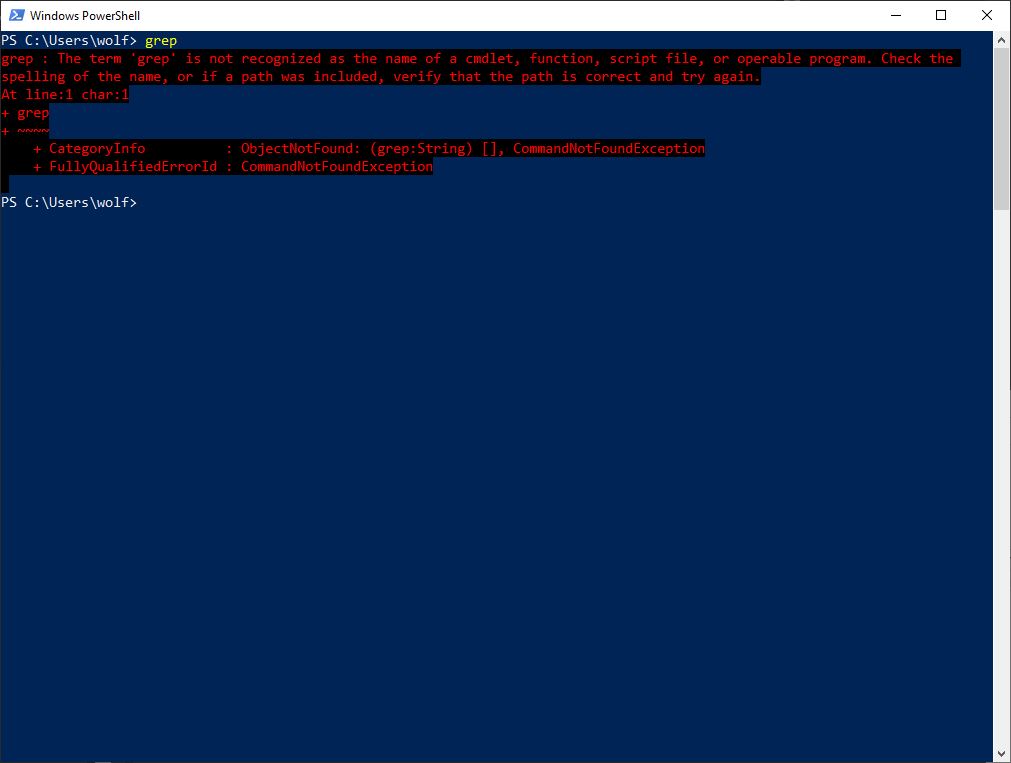 Windows PowerShell
PS C:\Users\wolf> grep
grep : The term 'grep' is not recognized as the name of a cmdlet, function, script file, or operable program. Check the
spelling of the name, or if a path was included, verify that the path is correct and try again.
At line:1 char:1
+ grep
+ ~~~~
    + CategoryInfo          : ObjectNotFound: (grep:String) [], CommandNotFoundException
    + FullyQualifiedErrorId : CommandNotFoundException
PS C:\Users\wolf>